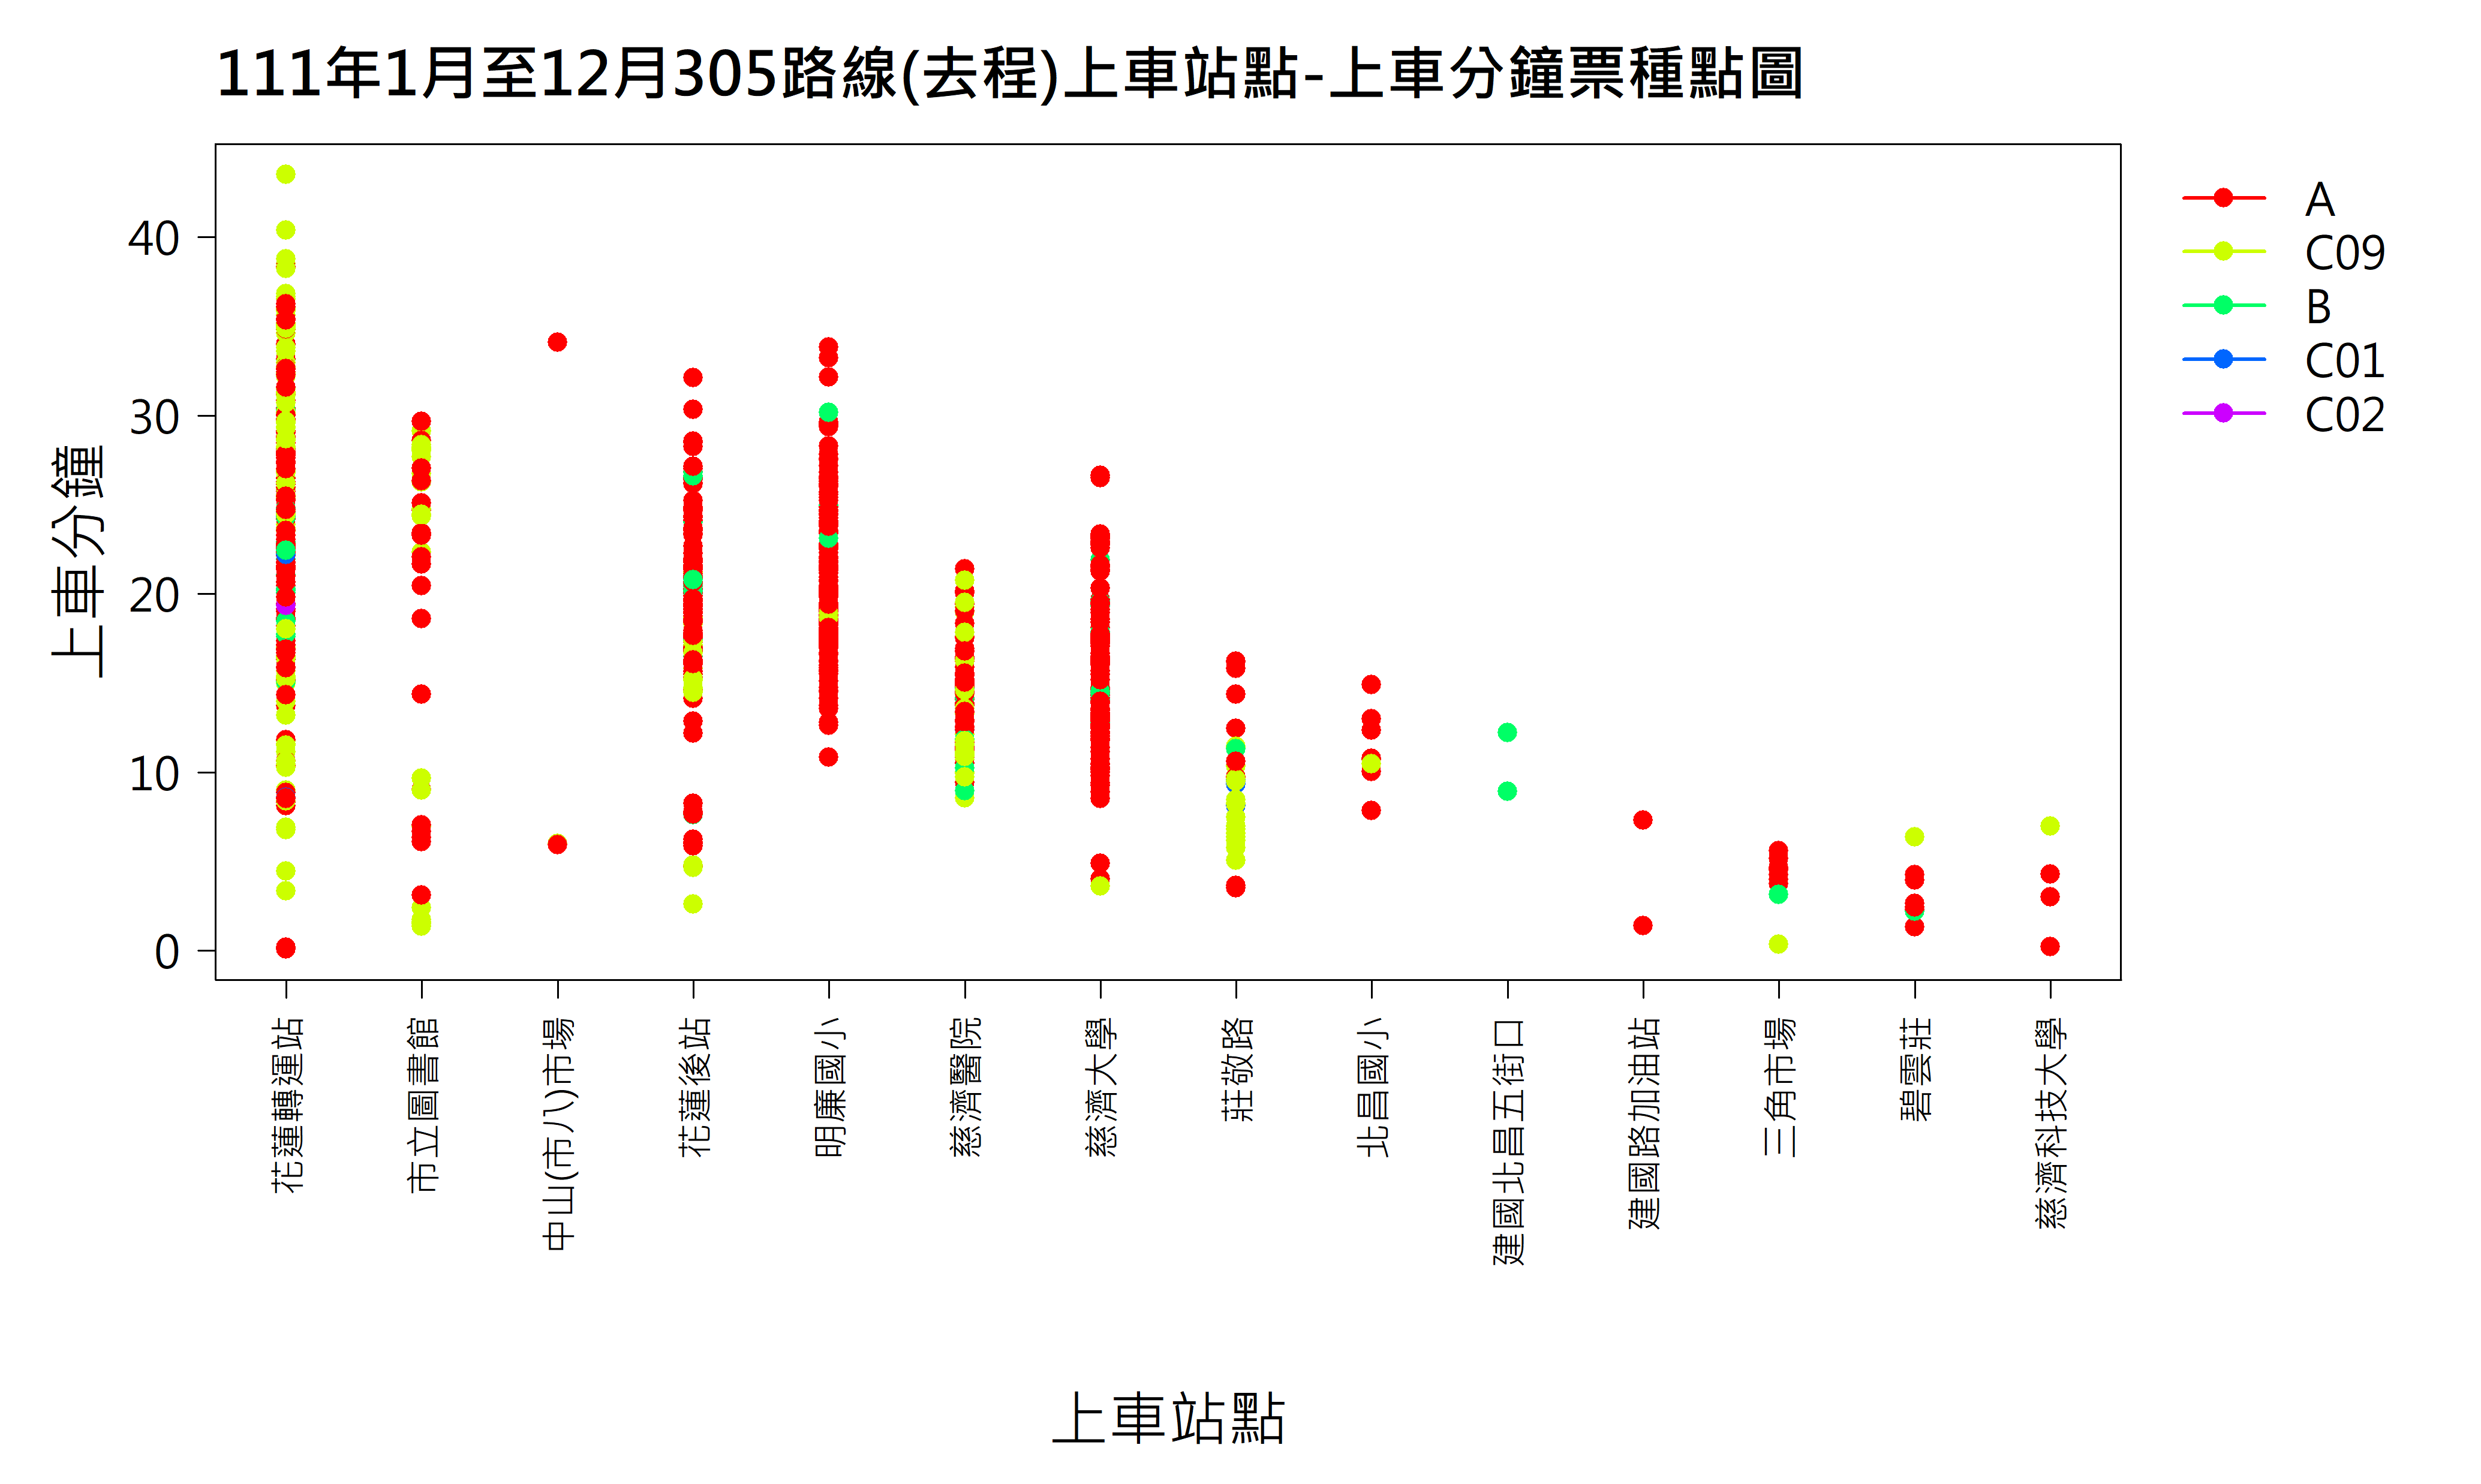 111年1月至12月305路線(去程)上車站點-上車分鐘票種點圖
上車分鐘
40
30
20
10
0
A
C09
B
C01
C02
花蓮轉運站
市立圖書館
中山(市八)市場
花蓮後站
明廉國小
慈濟醫院
慈濟大學
莊敬路
北昌國小
建國北昌五街口
建國路加油站
三角市場
碧雲莊
慈濟科技大學
上車站點